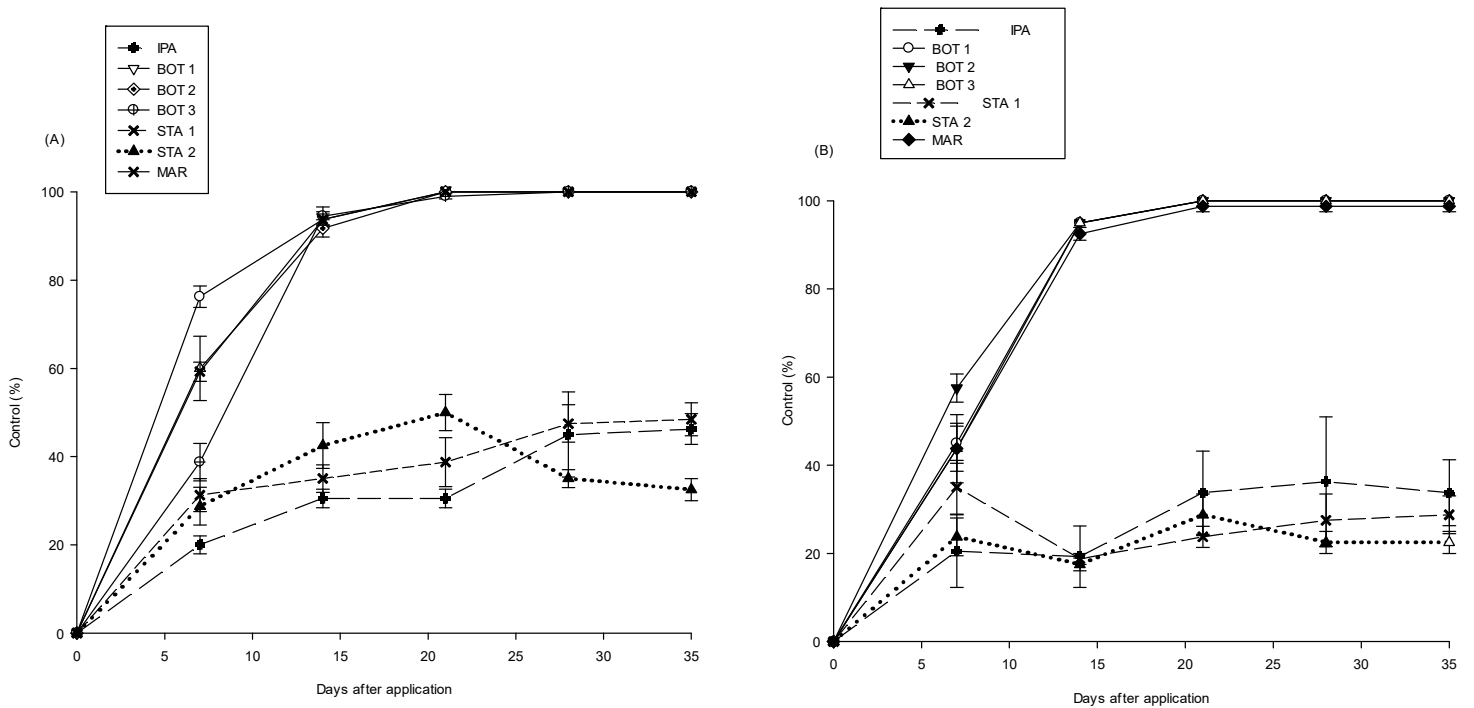 IPA
BOT 1
BOT 2
BOT 3
STA 1
STA 2
MAR
(A)
100
80
60
40
20
0
Control (%)
0 5 10 15 20 25 30 35
Days after application
IPA
BOT 1
BOT 2
BOT 3
STA 1
STA 2
MAR
(B)
100
80
60
40
20
0
Control (%)
0 5 10 15 20 25 30 35
Days after application